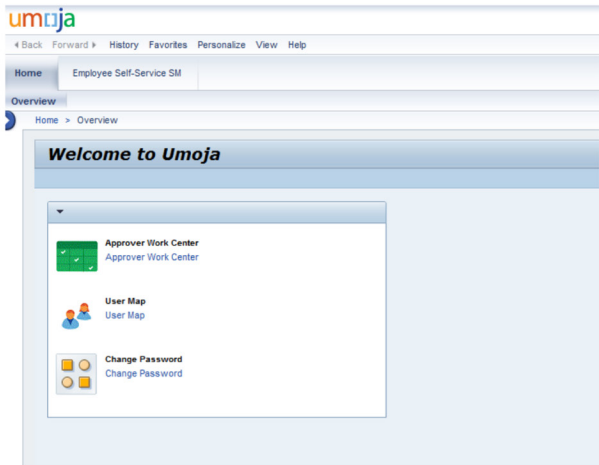 umoja
Back Forward History Favorites Personalize View Help
Home Employee Self-Service SM
Overview
Home > Overview
Welcome to Umoja
Approver Work Center
Approver Work Center
User Map
User Map
Change Password
Change Password